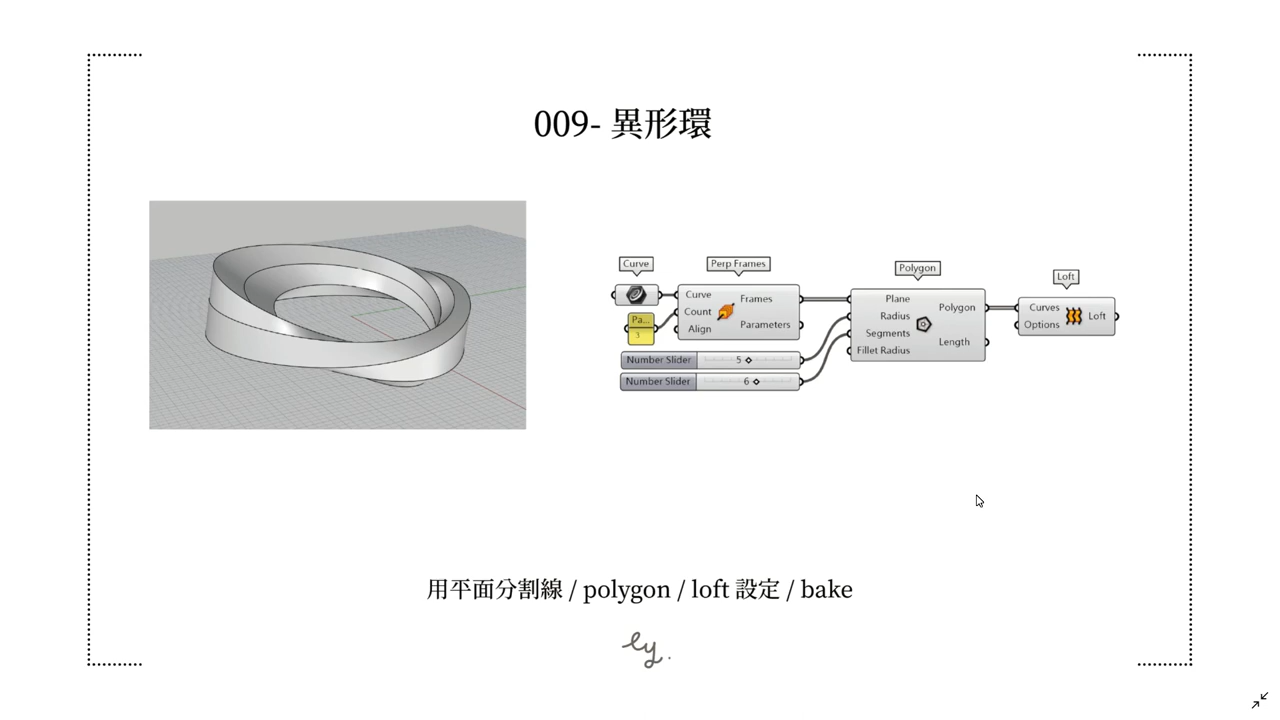 009- 異形環
Curve
Perp Frames
Polygon
Loft
Curve
Count
Align
Frames
Parameters
Pa...
3
Number Slider 5
Number Slider 6
Plane
Radius
Segments
Fillet Radius
Polygon
Length
Curves
Options
Loft
用平面分割線 / polygon / loft 設定 / bake
ly.